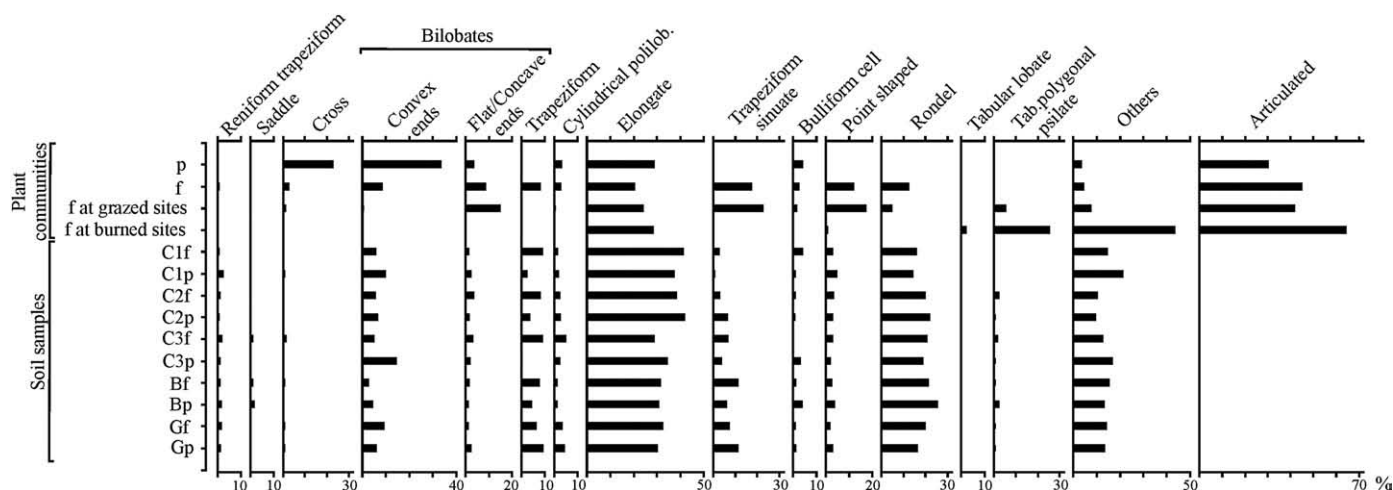 Bilobates
Reniform trapeziform
Saddle
Cross
Convex
ends
Flat/Concave
ends
Trapeziform
Cylindrical polilob.
Elongate
Trapeziform
sinuate
Bulliform cell
Point shaped
Rondel
Tabular lobate
Tab.polygonal
psilate
Others
Articulated
Plant
communities
p
f
f at grazed sites
f at burned sites
Soil samples
C1f
C1p
C2f
C2p
C3f
C3p
Bf
Bp
Gf
Gp
10 10 30 40 20 10 10 50 30 10 20 30 10 30 50 70 %